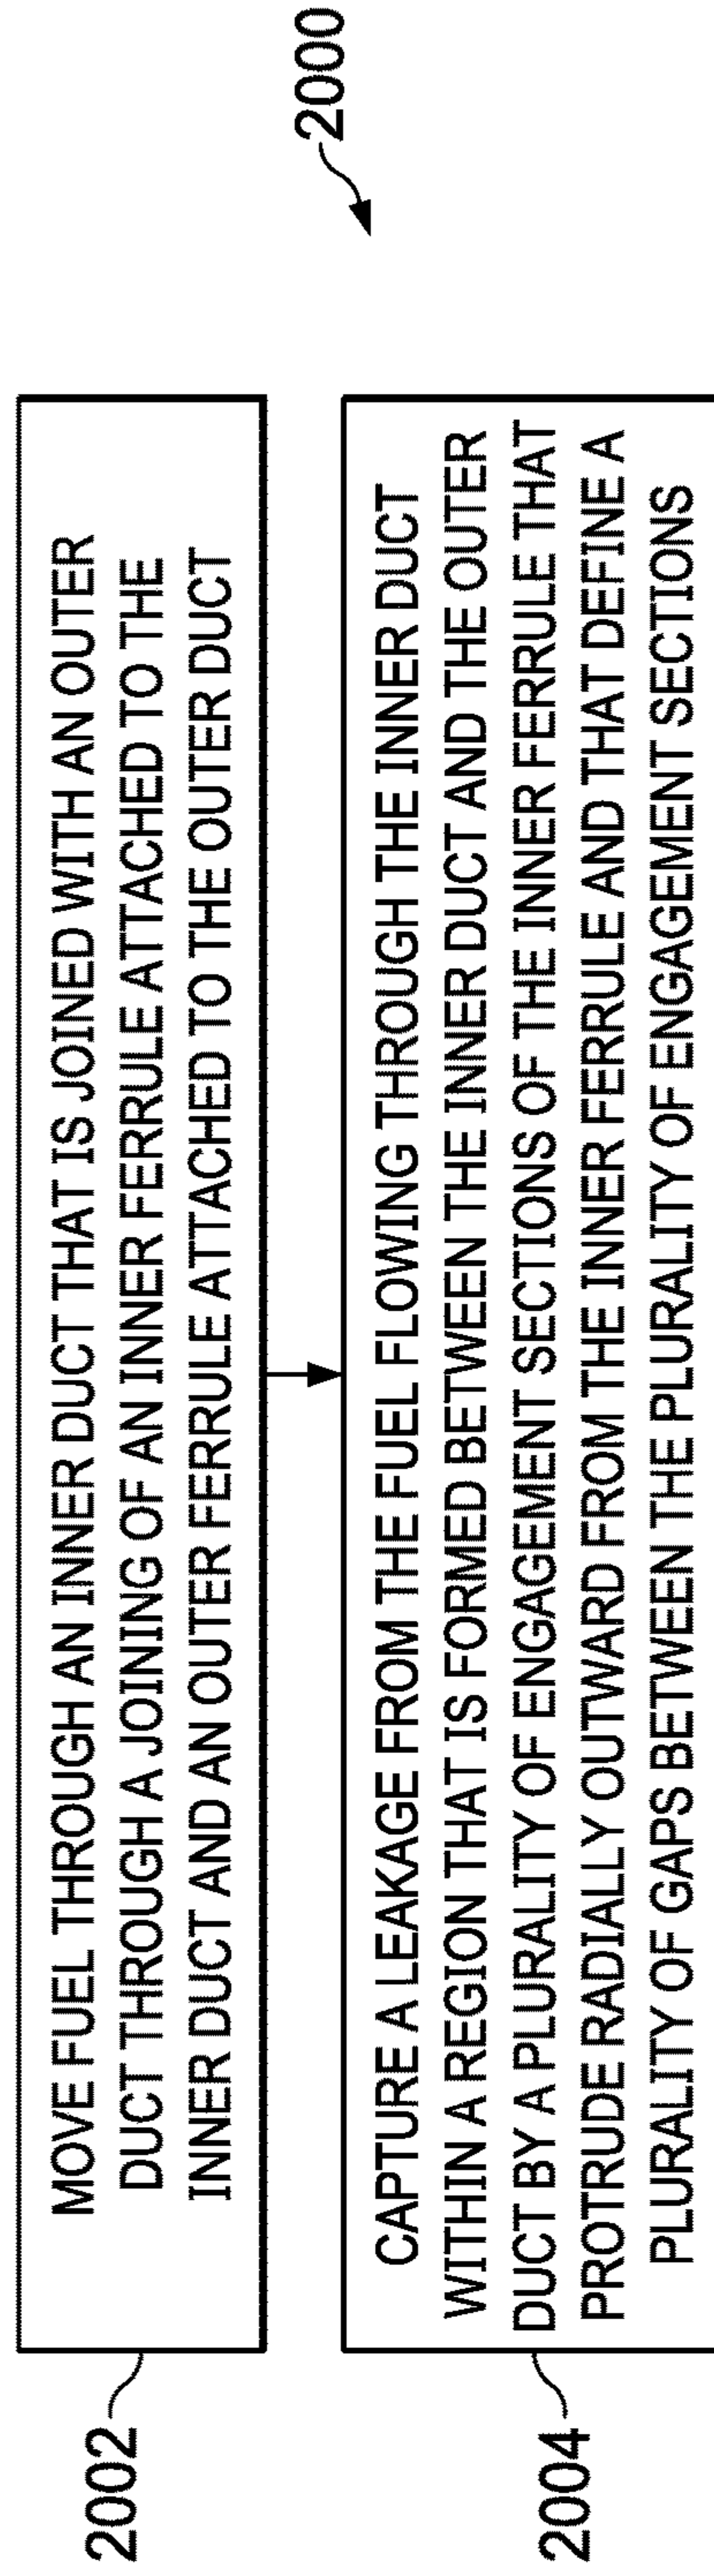 2000
2002
MOVE FUEL THROUGH AN INNER DUCT THAT IS JOINED WITH AN OUTER
DUCT THROUGH A JOINING OF AN INNER FERRULE ATTACHED TO THE
INNER DUCT AND AN OUTER FERRULE ATTACHED TO THE OUTER DUCT
2004
CAPTURE A LEAKAGE FROM THE FUEL FLOWING THROUGH THE INNER DUCT
WITHIN A REGION THAT IS FORMED BETWEEN THE INNER DUCT AND THE OUTER
DUCT BY A PLURALITY OF ENGAGEMENT SECTIONS OF THE INNER FERRULE THAT
PROTRUDE RADIALLY OUTWARD FROM THE INNER FERRULE AND THAT DEFINE A
PLURALITY OF GAPS BETWEEN THE PLURALITY OF ENGAGEMENT SECTIONS